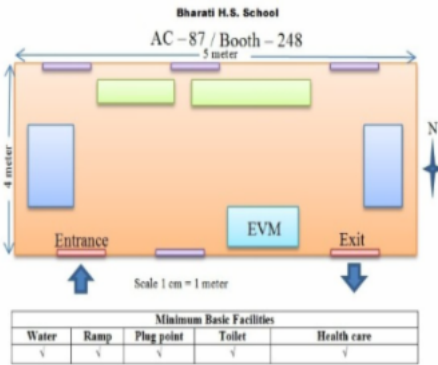 Bharati H.S. School
AC – 87 / Booth – 248
5 meter
4 meter
N
EVM
Entrance
Exit
Scale 1 cm = 1 meter
Minimum Basic Facilities
Water Ramp Plug point Toilet Health care
√ √ √ √ √